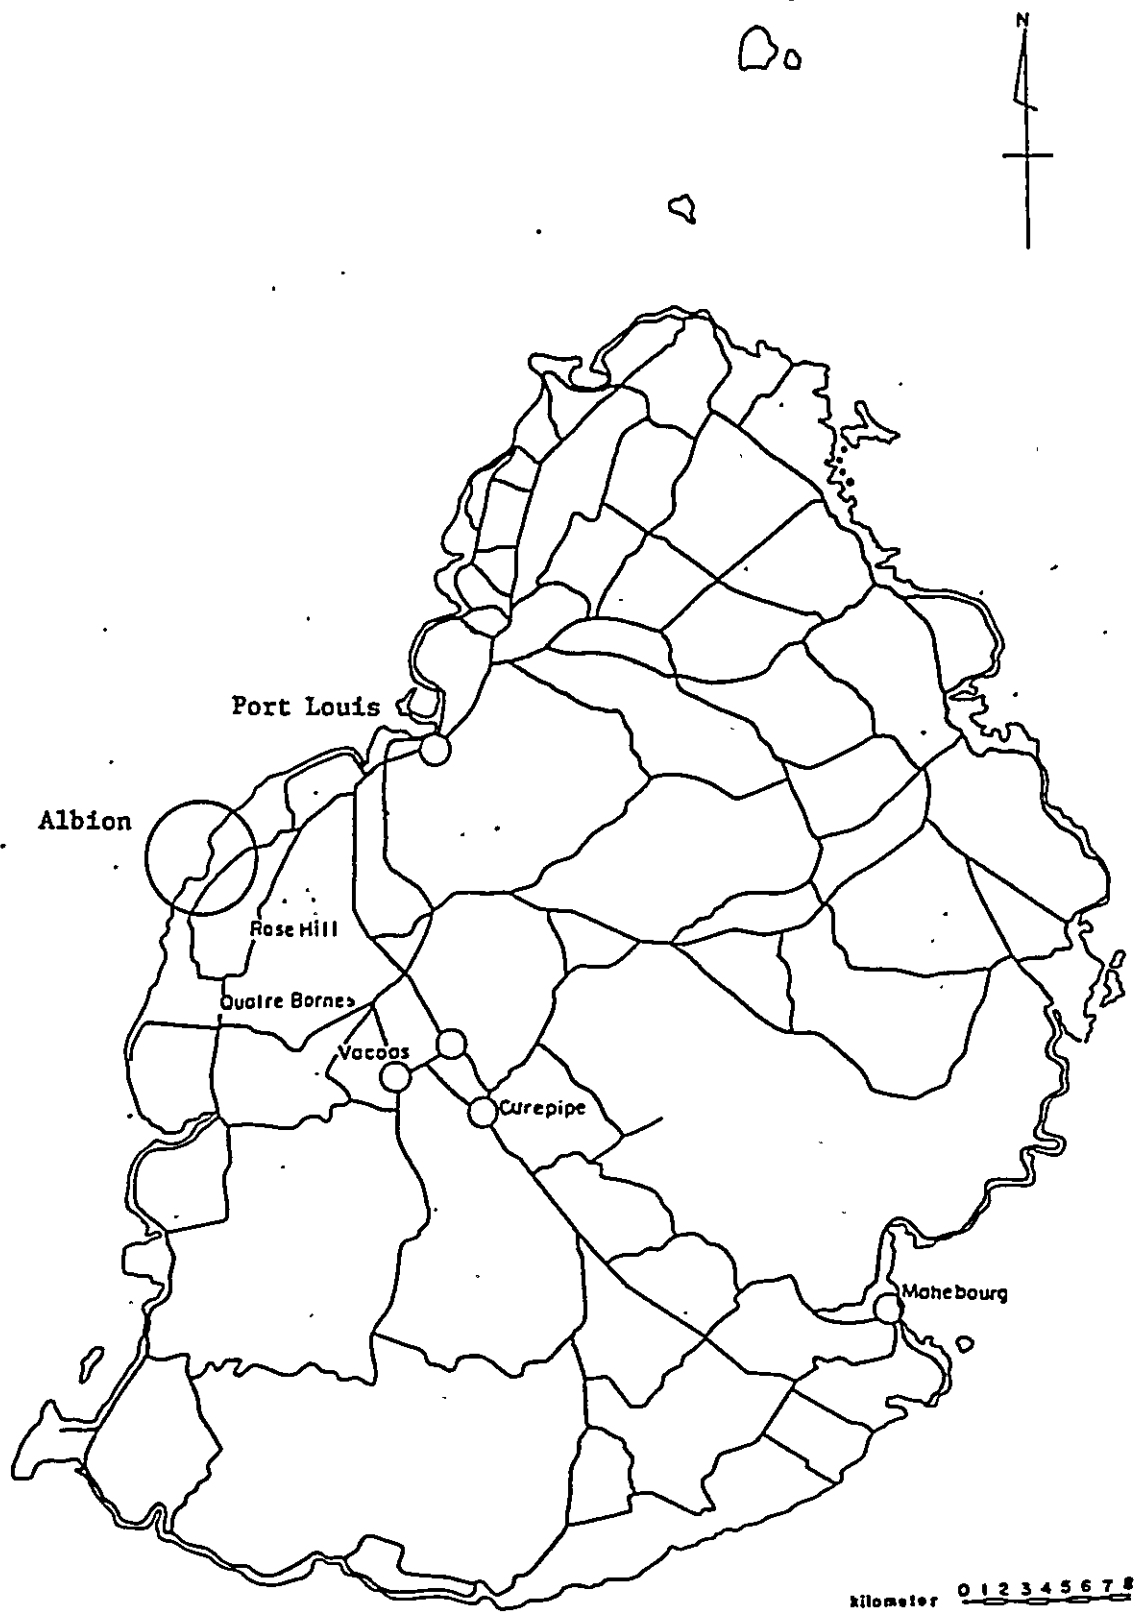 N
Port Louis
Albion
Rose Hill
Quatre Bornes
Vacoas
Curepipe
Mahebourg
kilometer 0 1 2 3 4 5 6 7 8